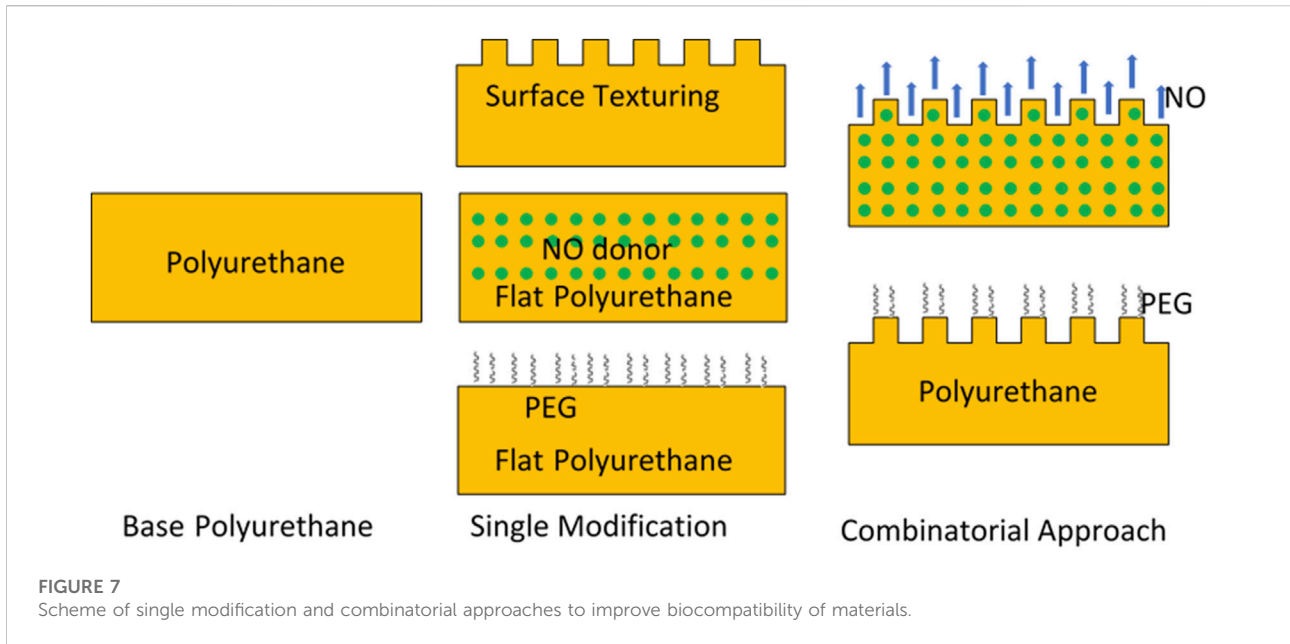 Surface Texturing
NO
Polyurethane
NO donor
Flat Polyurethane
PEG
Polyurethane
PEG
Flat Polyurethane
Base Polyurethane
Single Modification
Combinatorial Approach
FIGURE 7
Scheme of single modification and combinatorial approaches to improve biocompatibility of materials.